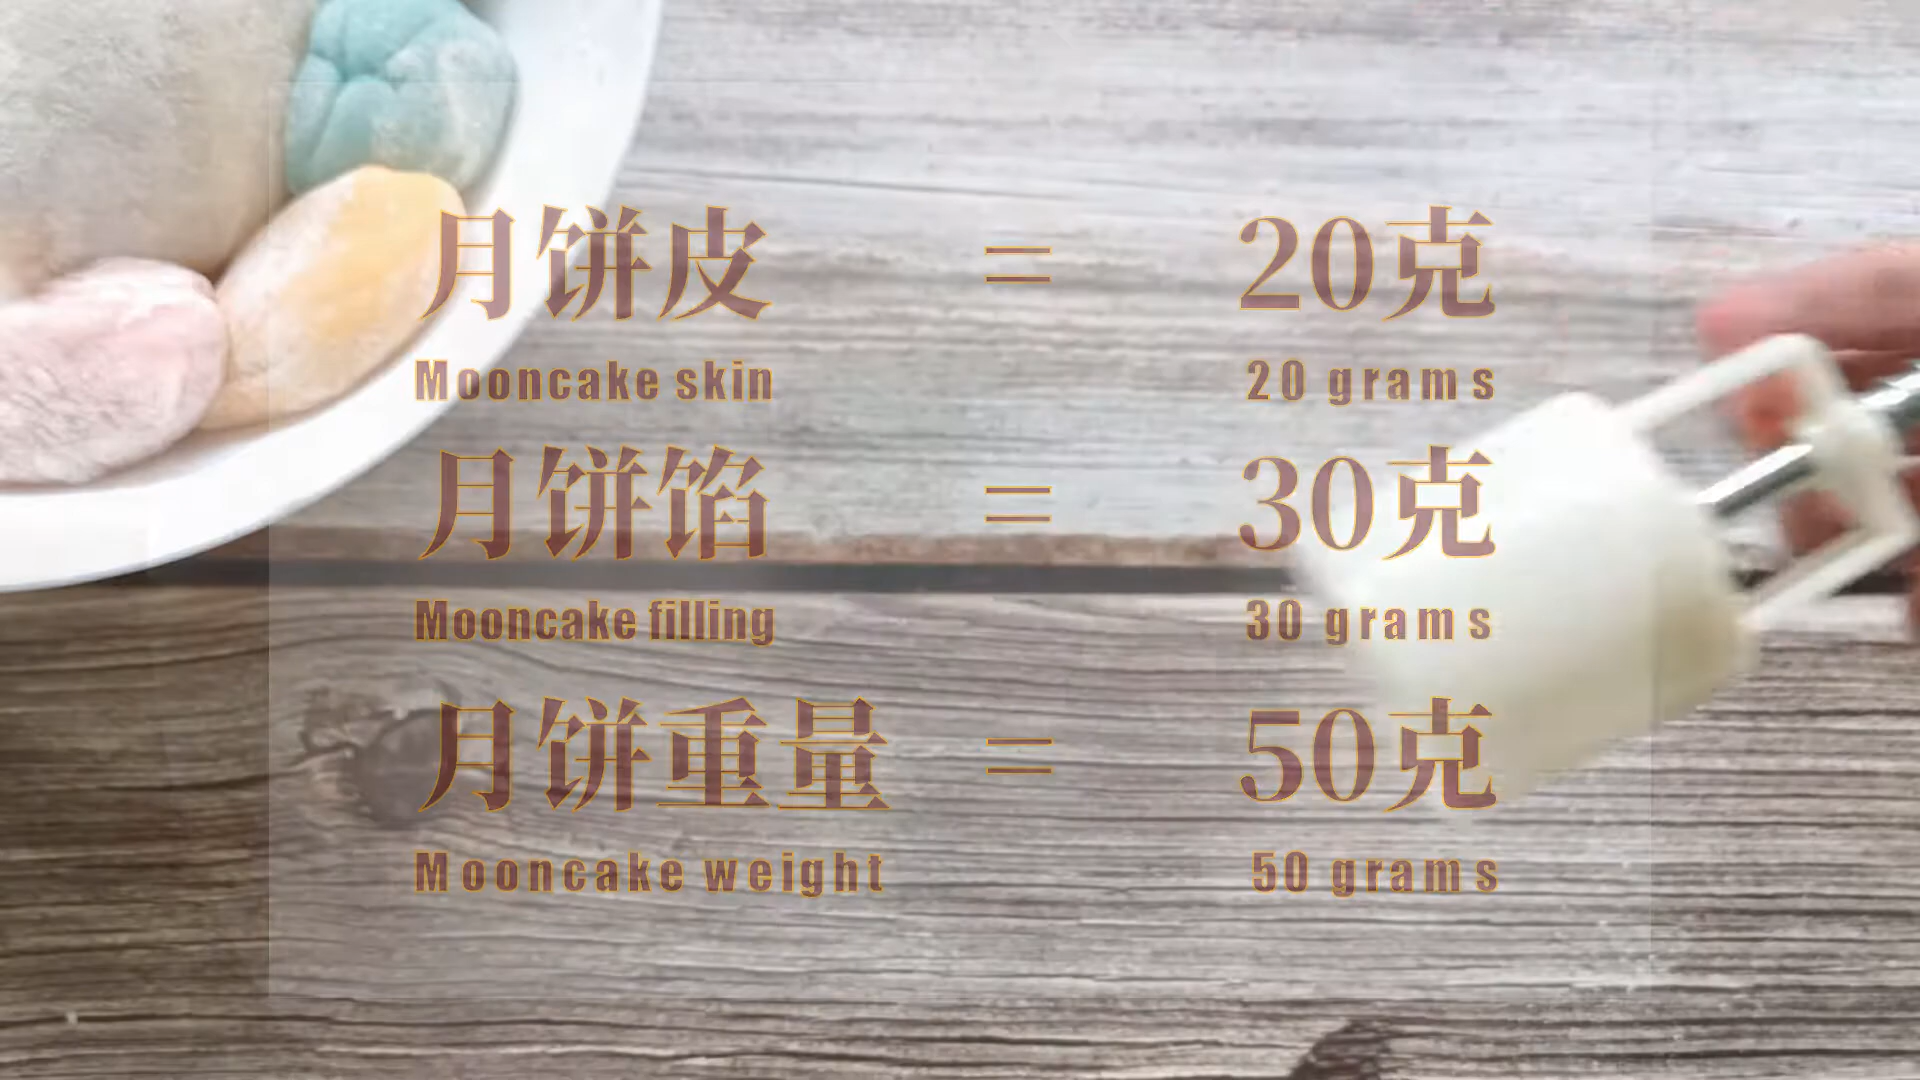 月饼皮 = 20克
Mooncake skin 20 grams
月饼馅 = 30克
Mooncake filling 30 grams
月饼重量 = 50克
Mooncake weight 50 grams